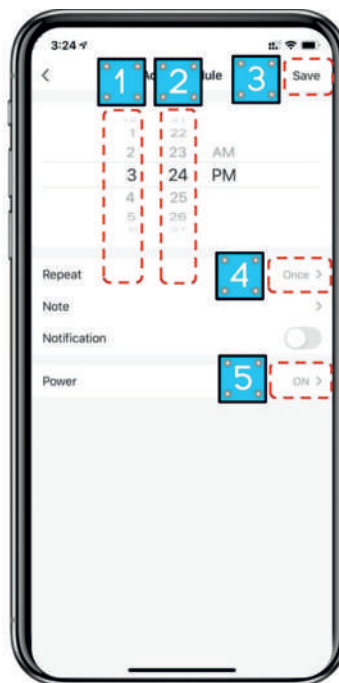 3:24
1 2 3 Save
1 22
2 23 AM
3 24 PM
4 25
5 26
Repeat 4 Once
Note
Notification
Power 5 ON